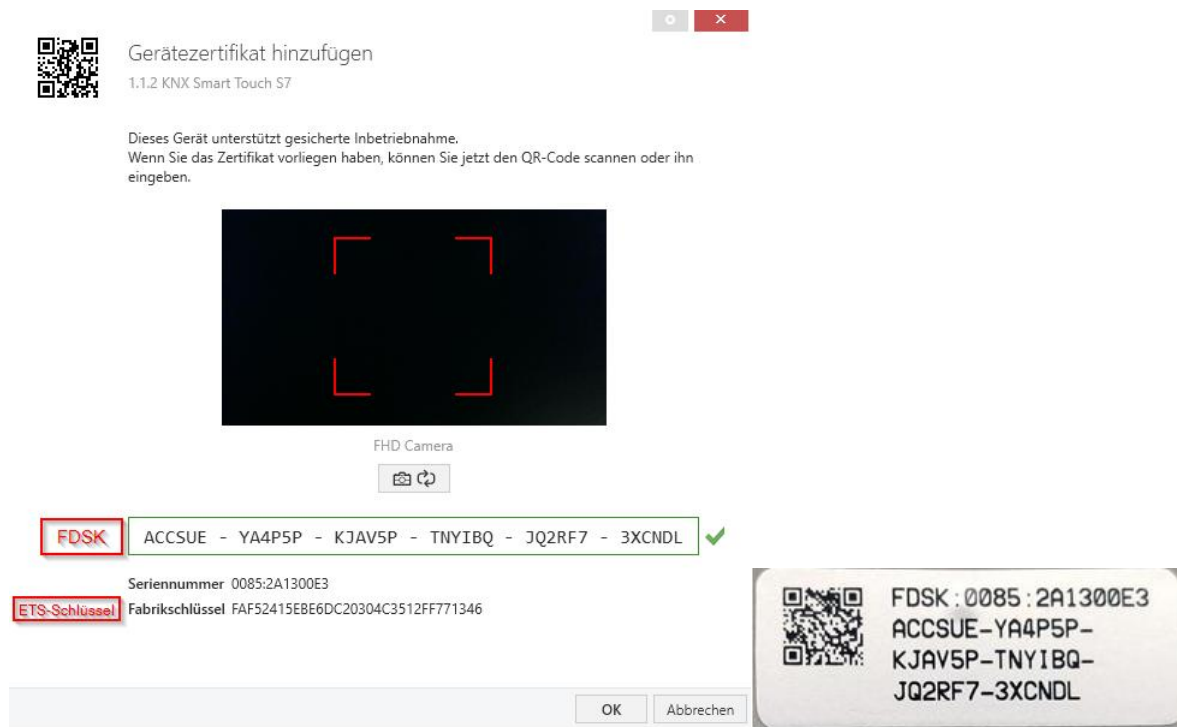 Gerätezertifikat hinzufügen
1.1.2 KNX Smart Touch S7
Dieses Gerät unterstützt gesicherte Inbetriebnahme.
Wenn Sie das Zertifikat vorliegen haben, können Sie jetzt den QR-Code scannen oder ihn
eingeben.
FHD Camera
FDSK
ACCSUE - YA4P5P - KJAV5P - TNYIBQ - JQ2RF7 - 3XCNDL
Seriennummer 0085:2A1300E3
ETS-Schlüssel
Fabrikschlüssel FAF52415EBE6DC20304C3512FF771346
OK
Abbrechen
FDSK:0085:2A1300E3
ACCSUE-YA4P5P-
KJAV5P-TNYIBQ-
JQ2RF7-3XCNDL